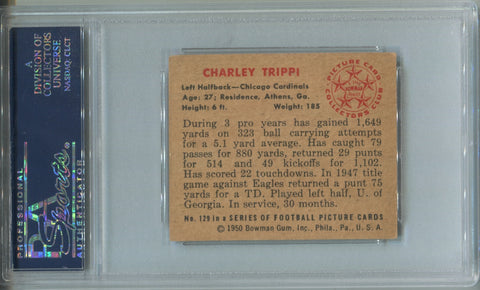 A
DIVISION OF
COLLECTORS
UNIVERSE
NASDAQ: CLCT
PROFESSIONAL
PSA
Sports
AUTHENTICATOR
CHARLEY TRIPPI
Left Halfback—Chicago Cardinals
Age: 27; Residence, Athens, Ga.
Height: 6 ft. Weight: 185
PICTURE CARD
COLLECTORS CLUB
During 3 pro years has gained 1,649
yards on 323 ball carrying attempts
for a 5.1 yard average. Has caught 79
passes for 880 yards, returned 29 punts
for 514 and 49 kickoffs for 1,102.
Has scored 22 touchdowns. In 1947 title
game against Eagles returned a punt 75
yards for a TD. Played left half, U. of
Georgia. In service, 30 months.
No. 129 in a SERIES OF FOOTBALL PICTURE CARDS
© 1950 Bowman Gum, Inc., Phila., Pa., U. S. A.